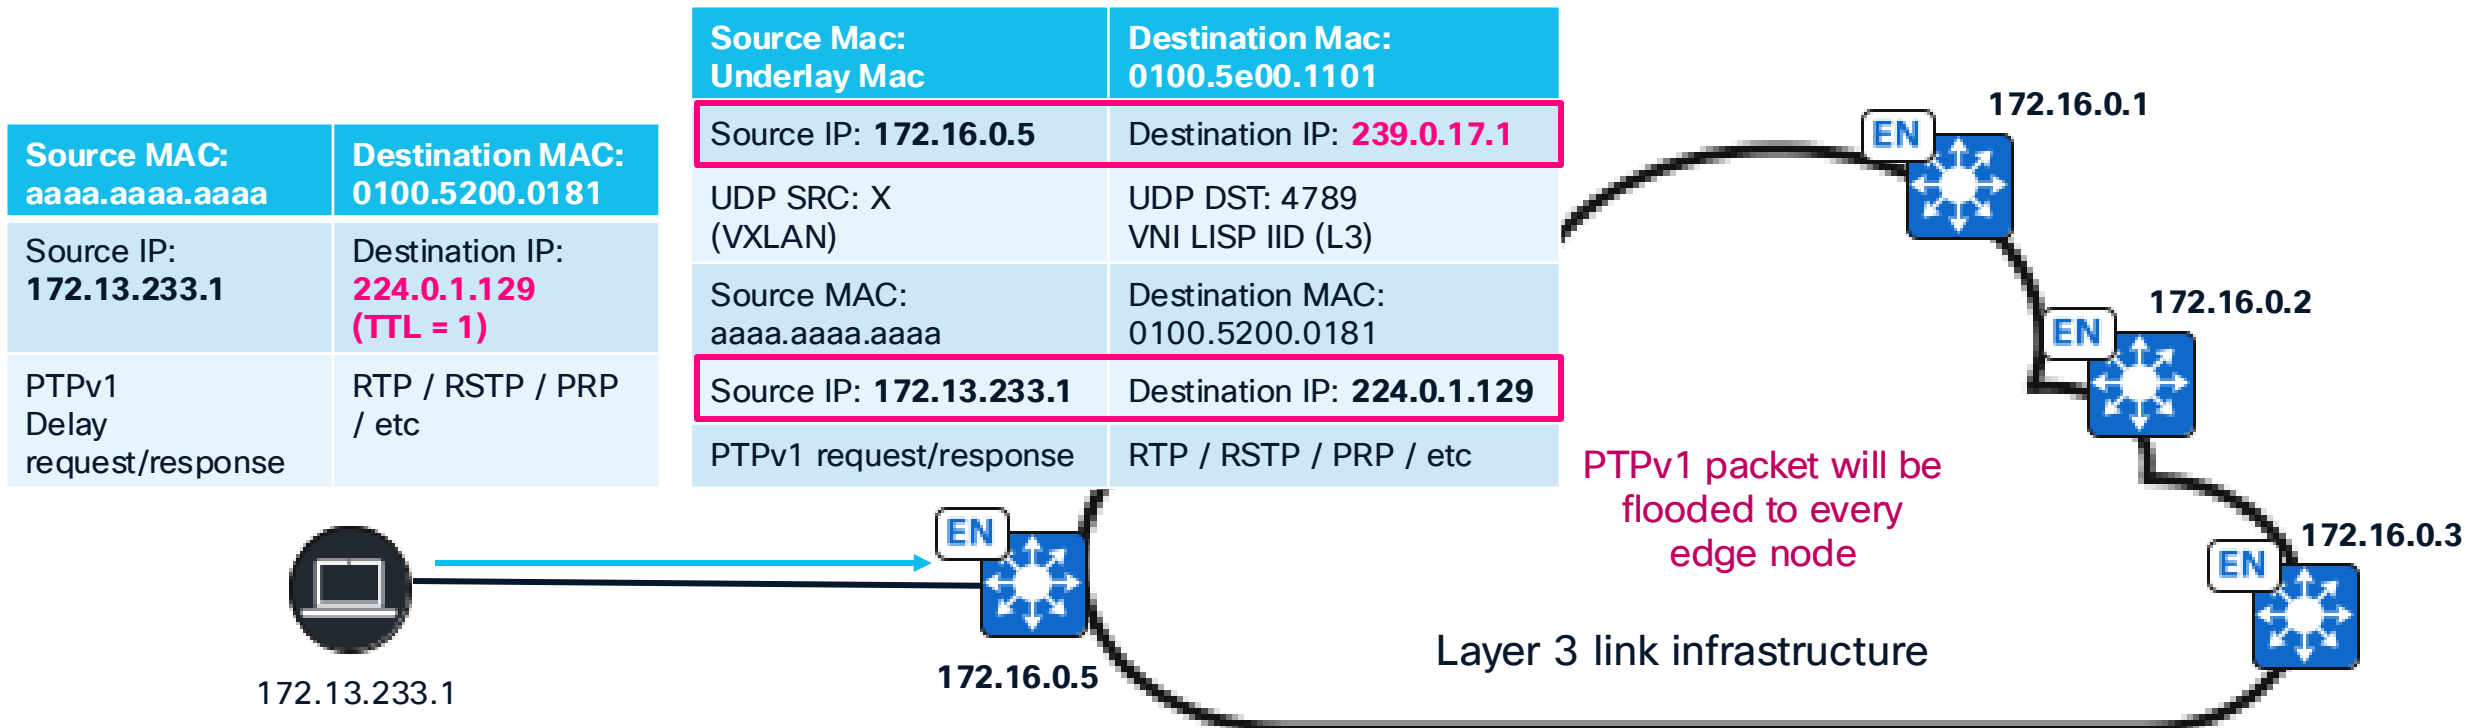 Source MAC:
aaaa.aaaa.aaaa
Destination MAC:
0100.5200.0181
Source IP:
172.13.233.1
Destination IP:
224.0.1.129
(TTL = 1)
PTPv1
Delay
request/response
RTP / RSTP / PRP
/ etc
Source Mac:
Underlay Mac
Destination Mac:
0100.5e00.1101
Source IP: 172.16.0.5
Destination IP: 239.0.17.1
UDP SRC: X
(VXLAN)
UDP DST: 4789
VNI LISP IID (L3)
Source MAC:
aaaa.aaaa.aaaa
Destination MAC:
0100.5200.0181
Source IP: 172.13.233.1
Destination IP: 224.0.1.129
PTPv1 request/response
RTP / RSTP / PRP / etc
172.16.0.1
EN
172.16.0.2
EN
PTPv1 packet will be
flooded to every
edge node
172.16.0.3
EN
EN
Layer 3 link infrastructure
172.16.0.5
172.13.233.1